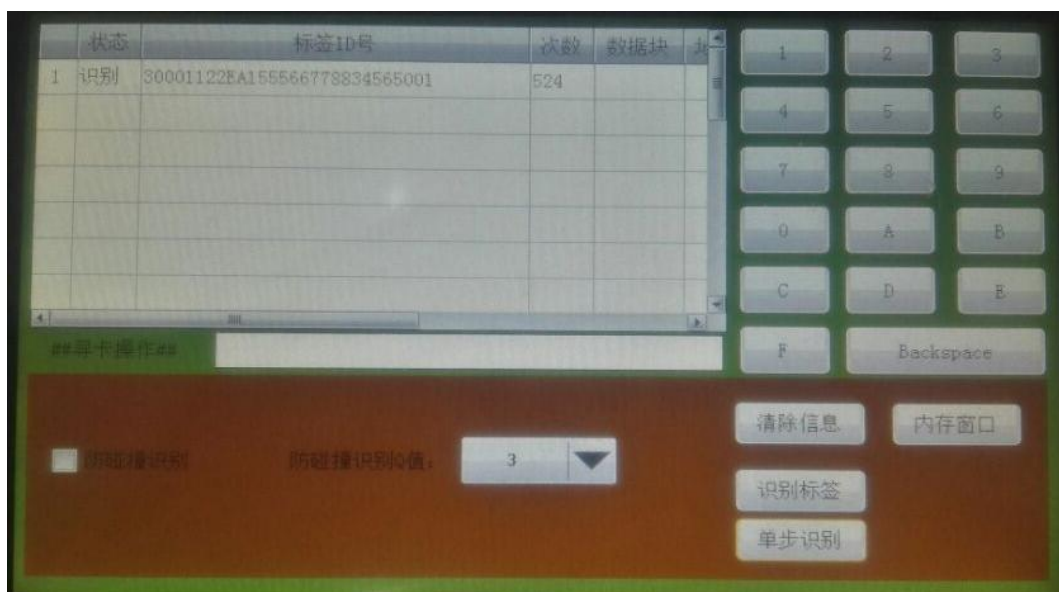 状态 标签ID号 次数 数据块
1 识别 30001122EA155566778834565001 524
##寻卡操作##
防碰撞识别 防碰撞识别Q值: 3
1 2 3
4 5 6
7 8 9
0 A B
C D E
F Backspace
清除信息 内存窗口
识别标签
单步识别